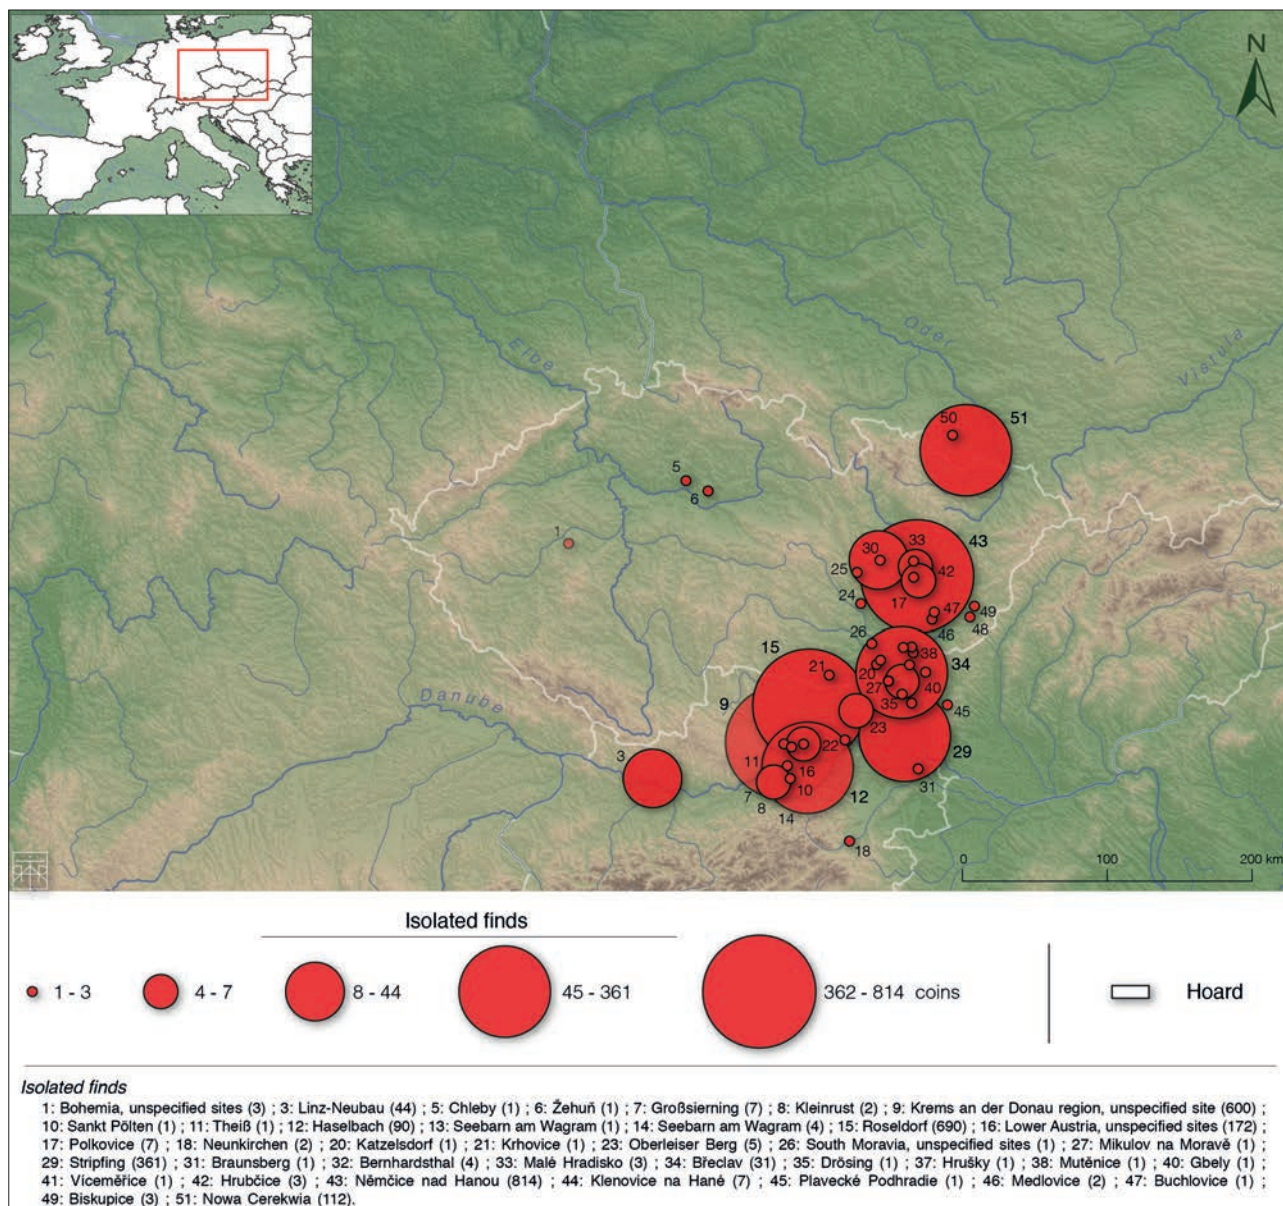 N
Elbe
Oder
Vistula
50
51
5
6
1
33
43
30
25
42
17
24
47
49
46
48
26
15
38
21
34
20
27
40
9
35
45
23
3
22
29
11
16
31
7
10
12
8
14
18
Danube
0 100 200 km
Isolated finds
1 - 3
4 - 7
8 - 44
45 - 361
362 - 814 coins
Hoard
Isolated finds
1: Bohemia, unspecified sites (3) ; 3: Linz-Neubau (44) ; 5: Chleby (1) ; 6: Žehuň (1) ; 7: Großsierning (7) ; 8: Kleinrust (2) ; 9: Krems an der Donau region, unspecified site (600) ;
10: Sankt Pölten (1) ; 11: Theiß (1) ; 12: Haselbach (90) ; 13: Seebarn am Wagram (1) ; 14: Seebarn am Wagram (4) ; 15: Roseldorf (690) ; 16: Lower Austria, unspecified sites (172) ;
17: Polkovice (7) ; 18: Neunkirchen (2) ; 20: Katzelsdorf (1) ; 21: Krhovice (1) ; 23: Oberleiser Berg (5) ; 26: South Moravia, unspecified sites (1) ; 27: Mikulov na Moravě (1) ;
29: Stripfing (361) ; 31: Braunsberg (1) ; 32: Bernhardsthal (4) ; 33: Malé Hradisko (3) ; 34: Břeclav (31) ; 35: Drösing (1) ; 37: Hrušky (1) ; 38: Mutěnice (1) ; 40: Gbely (1) ;
41: Víceměřice (1) ; 42: Hrubčice (3) ; 43: Němčice nad Hanou (814) ; 44: Klenovice na Hané (7) ; 45: Plavecké Podhradie (1) ; 46: Medlovice (2) ; 47: Buchlovice (1) ;
49: Biskupice (3) ; 51: Nowa Cerekwia (112).